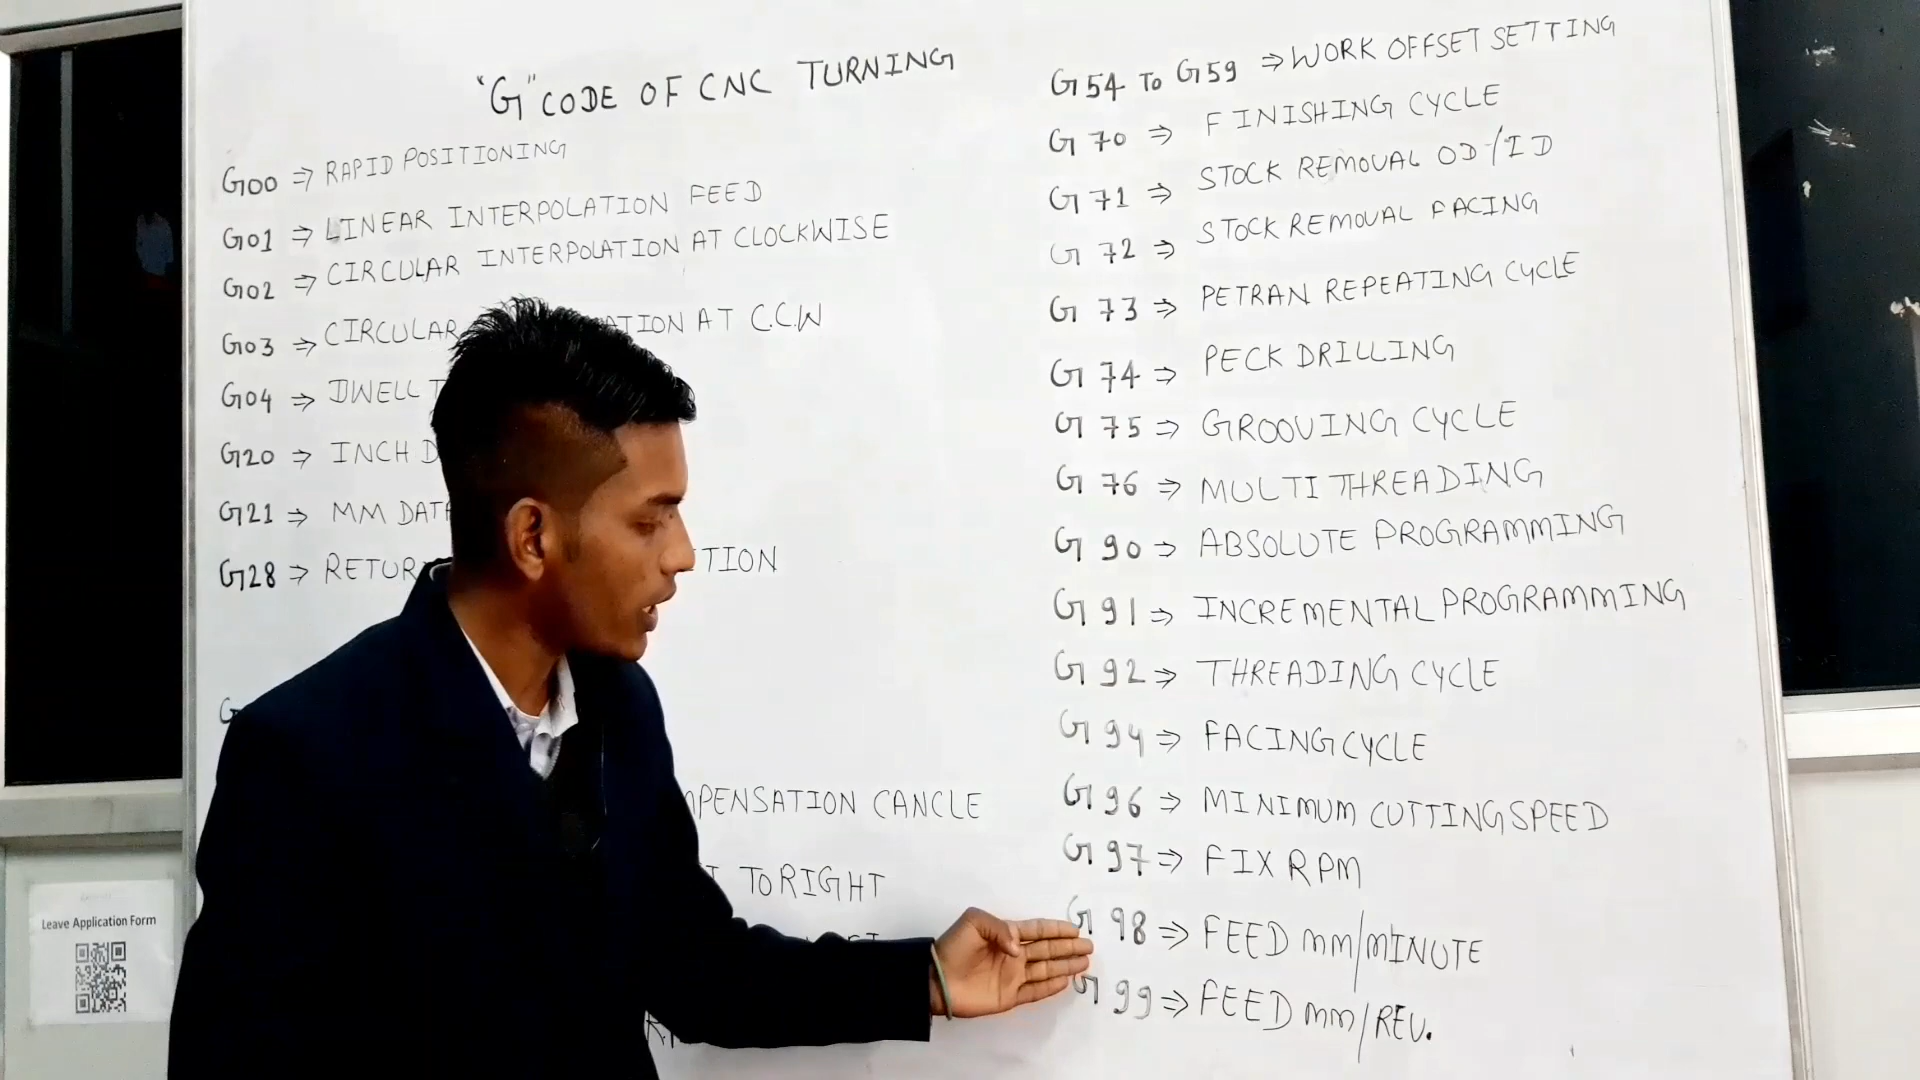 "G" CODE OF CNC TURNING
G00 ⇒ RAPID POSITIONING
G01 ⇒ LINEAR INTERPOLATION FEED
G02 ⇒ CIRCULAR INTERPOLATION AT CLOCKWISE
G03 ⇒ CIRCULAR ATION AT C.C.W
G04 ⇒ DWELL
G20 ⇒ INCH
G21 ⇒ MM DATA
G28 ⇒ RETUR TION
G
MPENSATION CANCLE
TO RIGHT
G54 TO G59 ⇒ WORK OFFSET SETTING
G70 ⇒ FINISHING CYCLE
G71 ⇒ STOCK REMOVAL OD/ID
G72 ⇒ STOCK REMOVAL FACING
G73 ⇒ PETRAN REPEATING CYCLE
G74 ⇒ PECK DRILLING
G75 ⇒ GROOVING CYCLE
G76 ⇒ MULTI THREADING
G90 ⇒ ABSOLUTE PROGRAMMING
G91 ⇒ INCREMENTAL PROGRAMMING
G92 ⇒ THREADING CYCLE
G94 ⇒ FACING CYCLE
G96 ⇒ MINIMUM CUTTING SPEED
G97 ⇒ FIX RPM
G98 ⇒ FEED mm/MINUTE
G99 ⇒ FEED mm/REV.
Leave Application Form